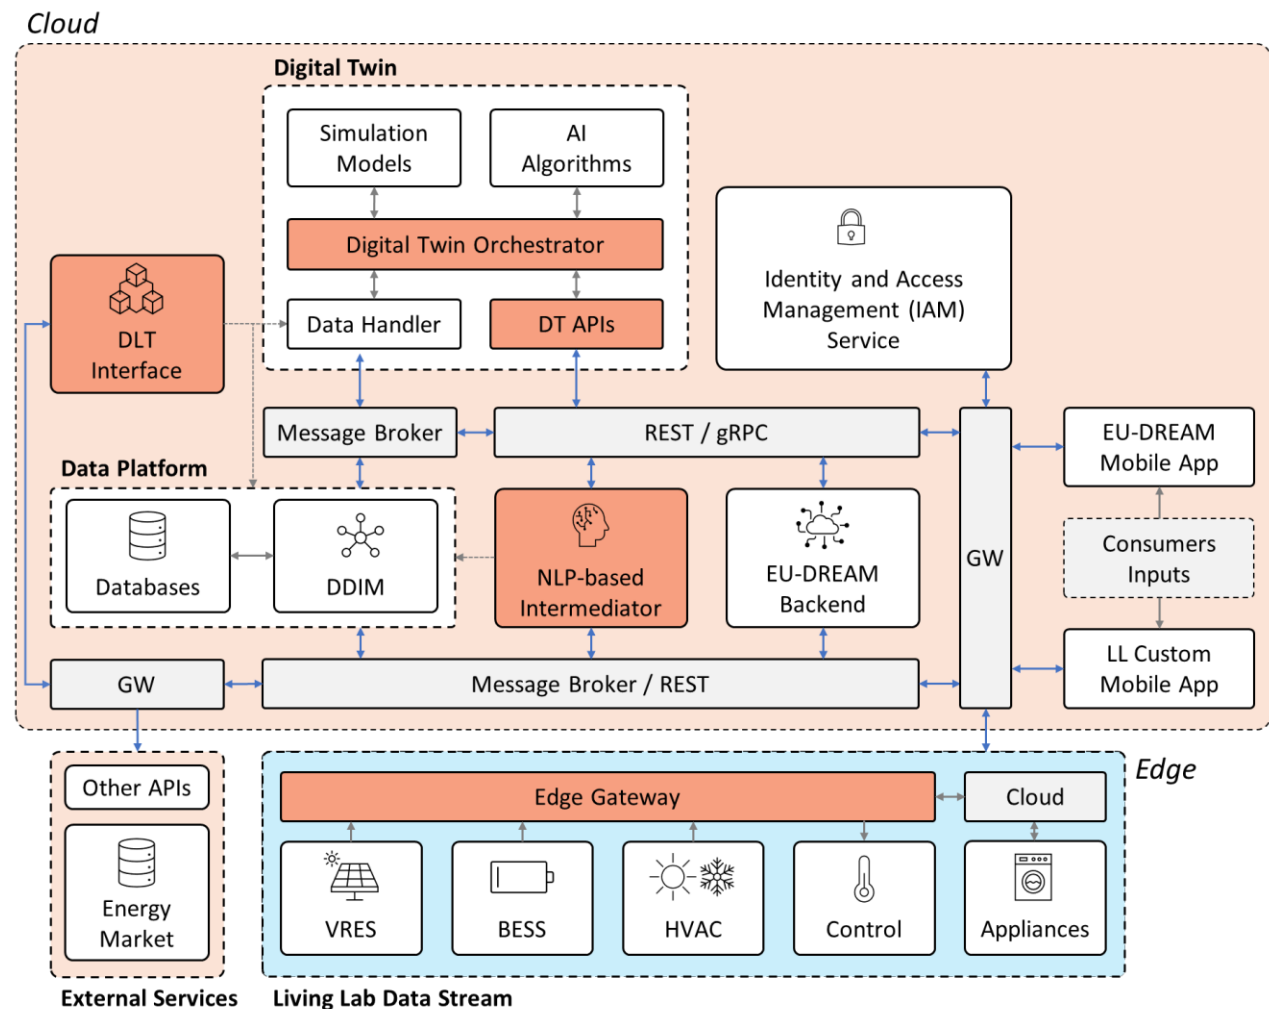 Cloud
Digital Twin
Simulation
Models
AI
Algorithms
Digital Twin Orchestrator
Data Handler
DT APIs
DLT
Interface
Identity and Access
Management (IAM)
Service
Message Broker
REST / gRPC
GW
EU-DREAM
Mobile App
Data Platform
Databases
DDIM
NLP-based
Intermediator
EU-DREAM
Backend
Consumers
Inputs
LL Custom
Mobile App
GW
Message Broker / REST
Other APIs
Energy
Market
External Services
Edge
Edge Gateway
Cloud
VRES
BESS
HVAC
Control
Appliances
Living Lab Data Stream